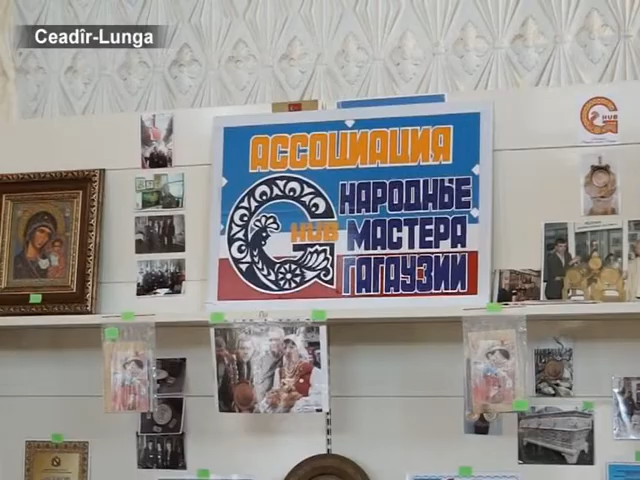 Ceadîr-Lunga
АССОЦИАЦИЯ
НАРОДНЫЕ
HUB
МАСТЕРА
ГАГАУЗИИ
HUB